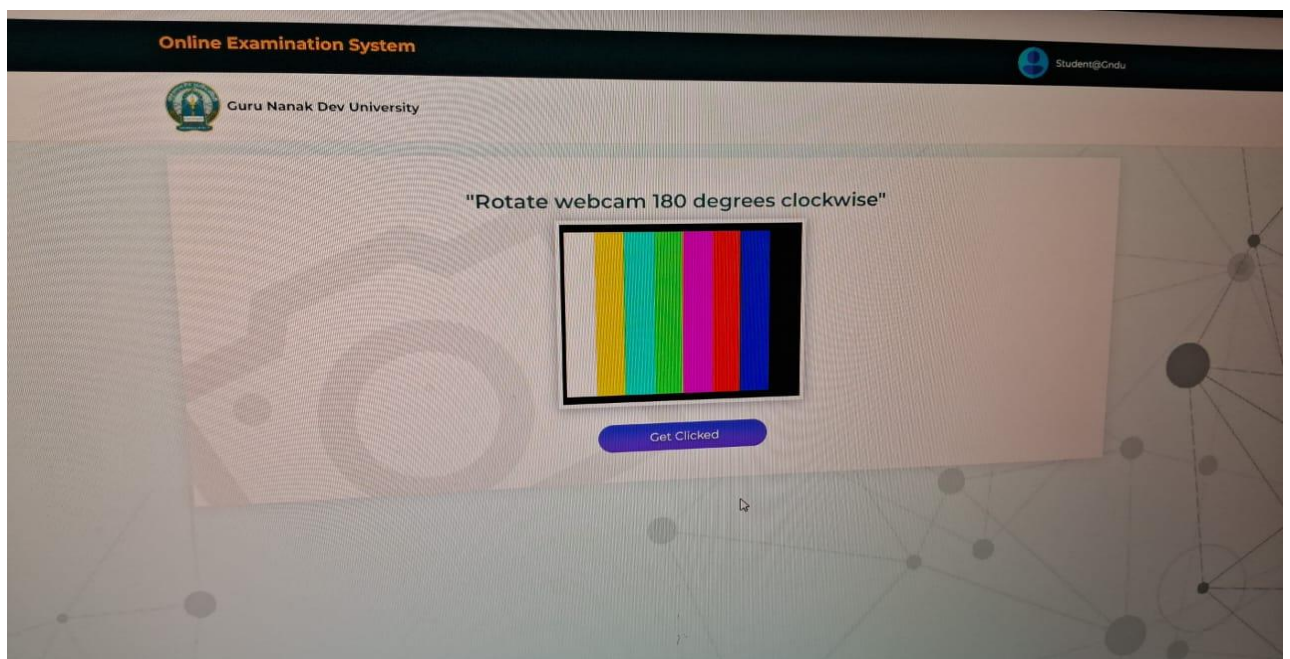 Online Examination System
Student@Gndu
Guru Nanak Dev University
"Rotate webcam 180 degrees clockwise"
Get Clicked